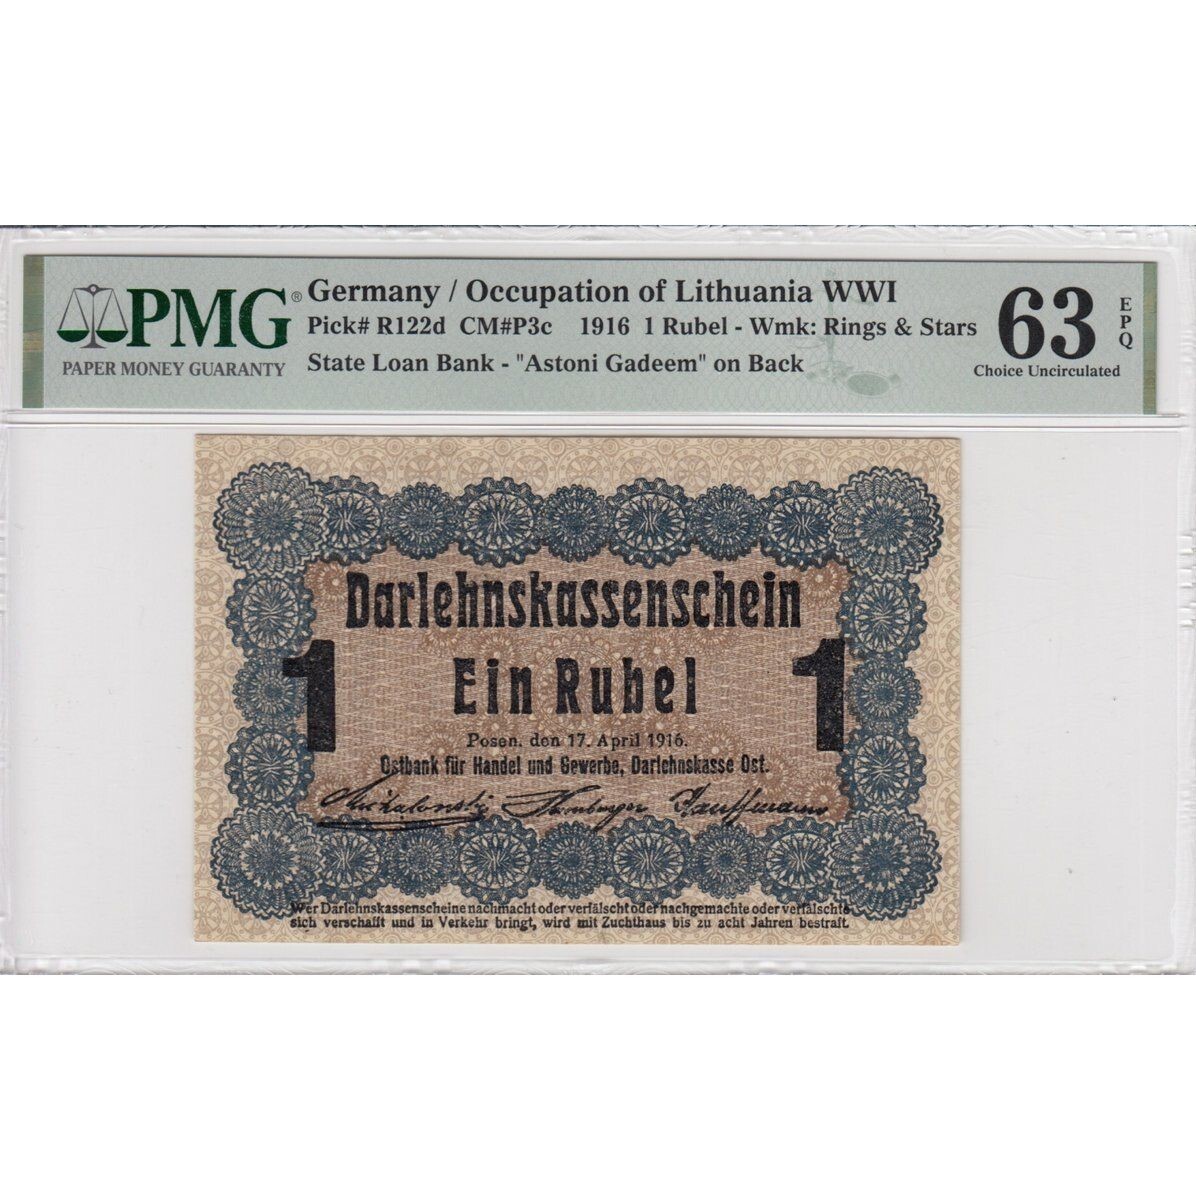 PMG®
PAPER MONEY GUARANTY
Germany / Occupation of Lithuania WWI
Pick# R122d CM#P3c 1916 1 Rubel - Wmk: Rings & Stars
State Loan Bank - "Astoni Gadeem" on Back
63 EPQ
Choice Uncirculated
Darlehnskassenschein
1 Ein Rubel 1
Posen, den 17. April 1916.
Ostbank für Handel und Gewerbe, Darlehnskasse Ost.
Michalowsky Hamburger Kauffmann
Wer Darlehnskassenscheine nachmacht oder verfälscht oder nachgemachte oder verfälschte
sich verschafft und in Verkehr bringt, wird mit Zuchthaus bis zu acht Jahren bestraft.